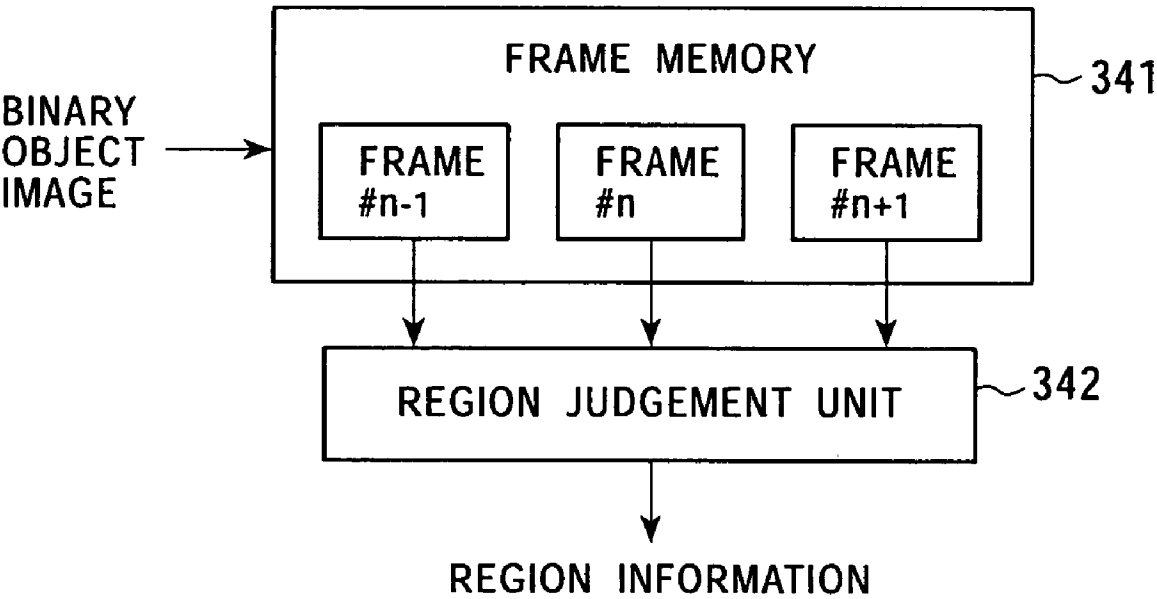 FRAME MEMORY
341
BINARY
OBJECT
IMAGE
FRAME
#n-1
FRAME
#n
FRAME
#n+1
REGION JUDGEMENT UNIT
342
REGION INFORMATION